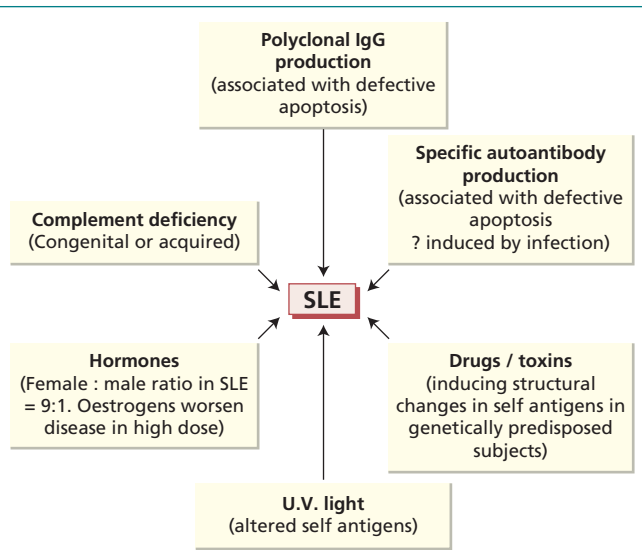 Polyclonal IgG
production
(associated with defective
apoptosis)
Specific autoantibody
production
(associated with defective
apoptosis
? induced by infection)
Complement deficiency
(Congenital or acquired)
SLE
Hormones
(Female : male ratio in SLE
= 9:1. Oestrogens worsen
disease in high dose)
Drugs / toxins
(inducing structural
changes in self antigens in
genetically predisposed
subjects)
U.V. light
(altered self antigens)